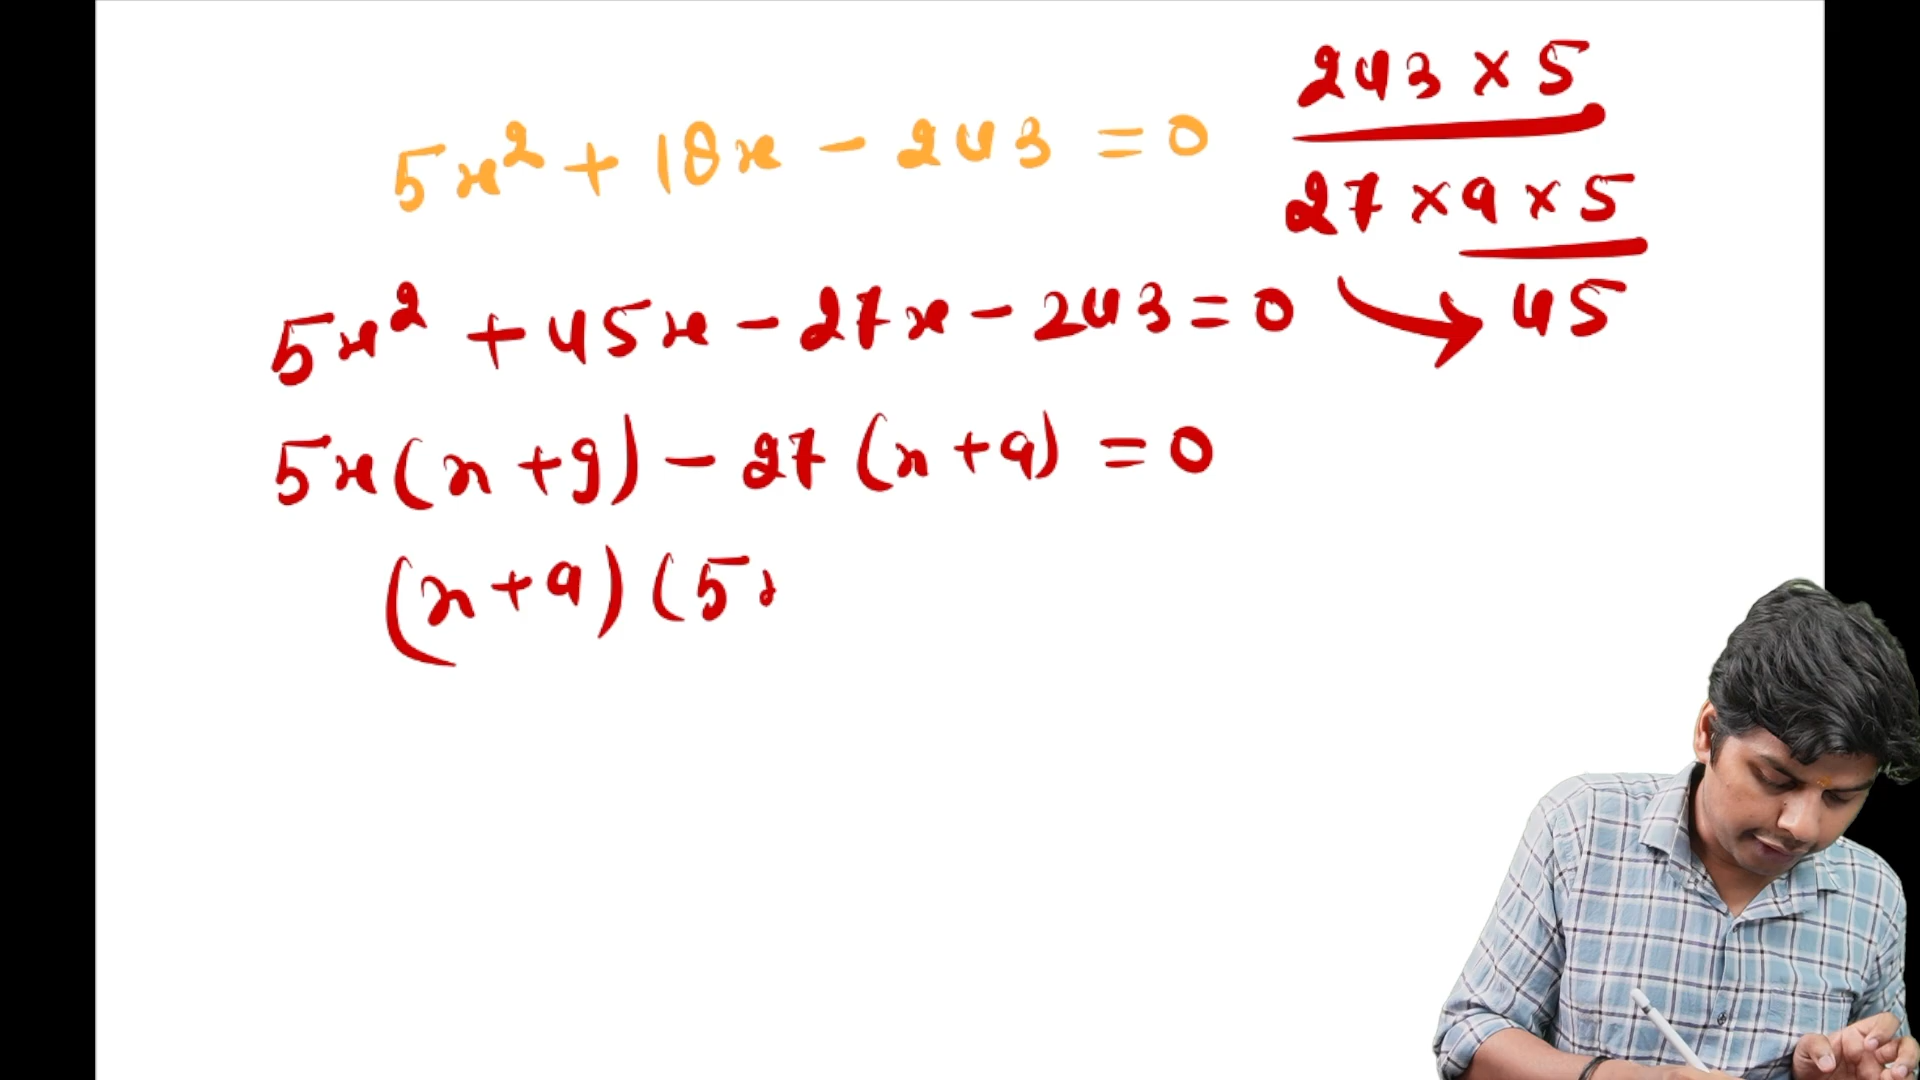 5x² + 18x - 243 = 0
243 × 5
27 × 9 × 5
45
5x² + 45x - 27x - 243 = 0
5x(x + 9) - 27(x + 9) = 0
(x + 9)(5x